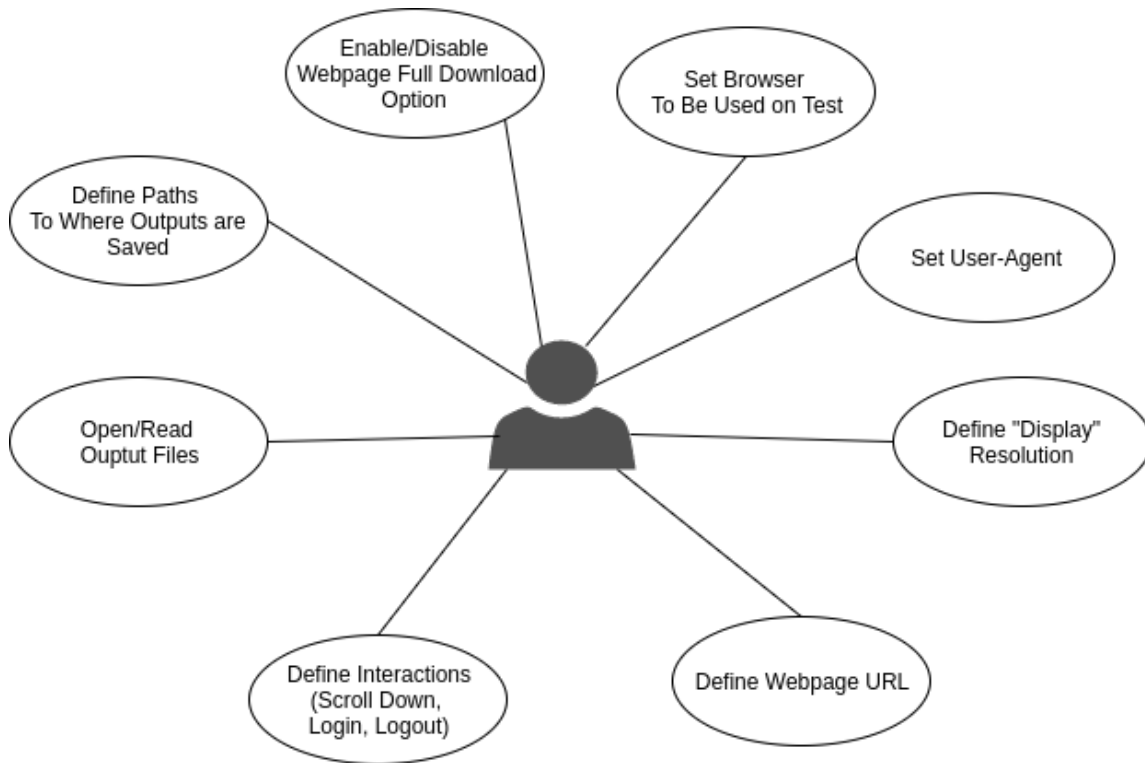 Enable/Disable
Webpage Full Download
Option
Set Browser
To Be Used on Test
Define Paths
To Where Outputs are
Saved
Set User-Agent
Open/Read
Ouptut Files
Define "Display"
Resolution
Define Interactions
(Scroll Down,
Login, Logout)
Define Webpage URL